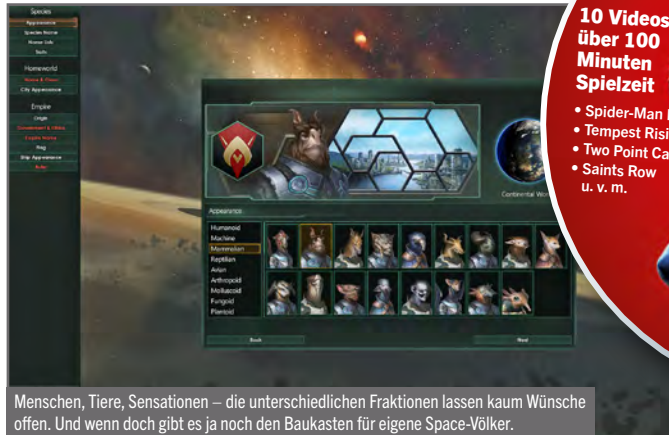 Species
Appearance
Species Name
Name Lists
Traits
Homeworld
Name & Planet
City Appearance
Empire
Origin
Government & Ethics
Empire Name
Flag
Ship Appearance
Ruler
Continental Wor
Appearance
Humanoid
Machine
Mammalian
Reptilian
Avian
Arthropoid
Molluscoid
Fungoid
Plantoid
Back
Next
10 Videos
über 100
Minuten
Spielzeit
• Spider-Man
• Tempest Risi
• Two Point Ca
• Saints Row
u. v. m.
Menschen, Tiere, Sensationen – die unterschiedlichen Fraktionen lassen kaum Wünsche
offen. Und wenn doch gibt es ja noch den Baukasten für eigene Space-Völker.